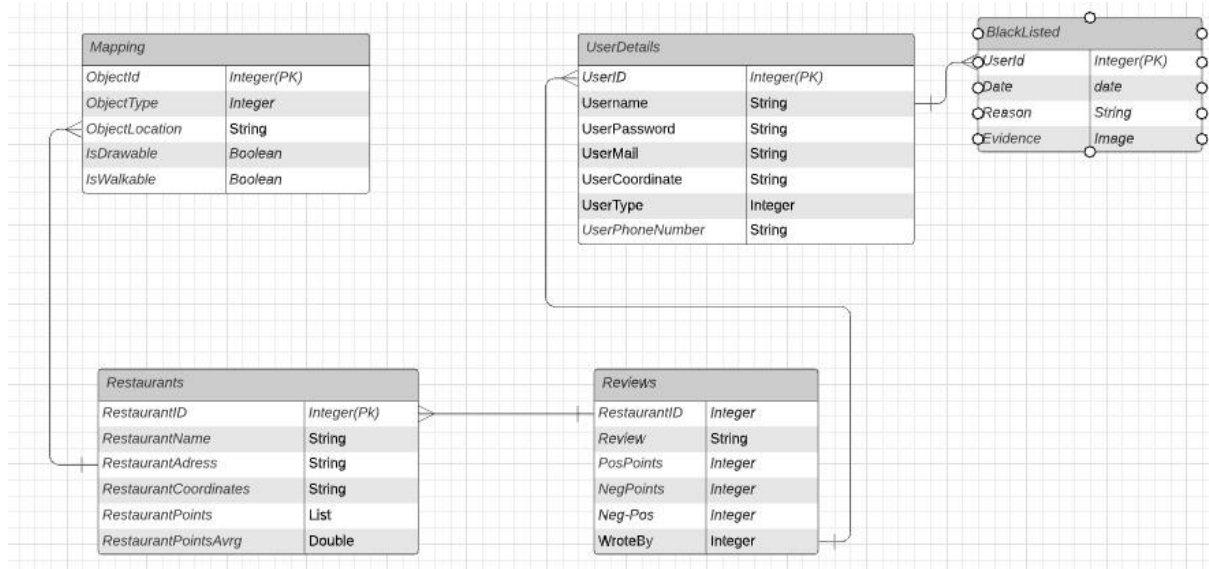 Mapping
ObjectId Integer(PK)
ObjectType Integer
ObjectLocation String
IsDrawable Boolean
IsWalkable Boolean
UserDetails
UserID Integer(PK)
Username String
UserPassword String
UserMail String
UserCoordinate String
UserType Integer
UserPhoneNumber String
BlackListed
UserId Integer(PK)
Date date
Reason String
Evidence Image
Restaurants
RestaurantID Integer(Pk)
RestaurantName String
RestaurantAdress String
RestaurantCoordinates String
RestaurantPoints List
RestaurantPointsAvrg Double
Reviews
RestaurantID Integer
Review String
PosPoints Integer
NegPoints Integer
Neg-Pos Integer
WroteBy Integer